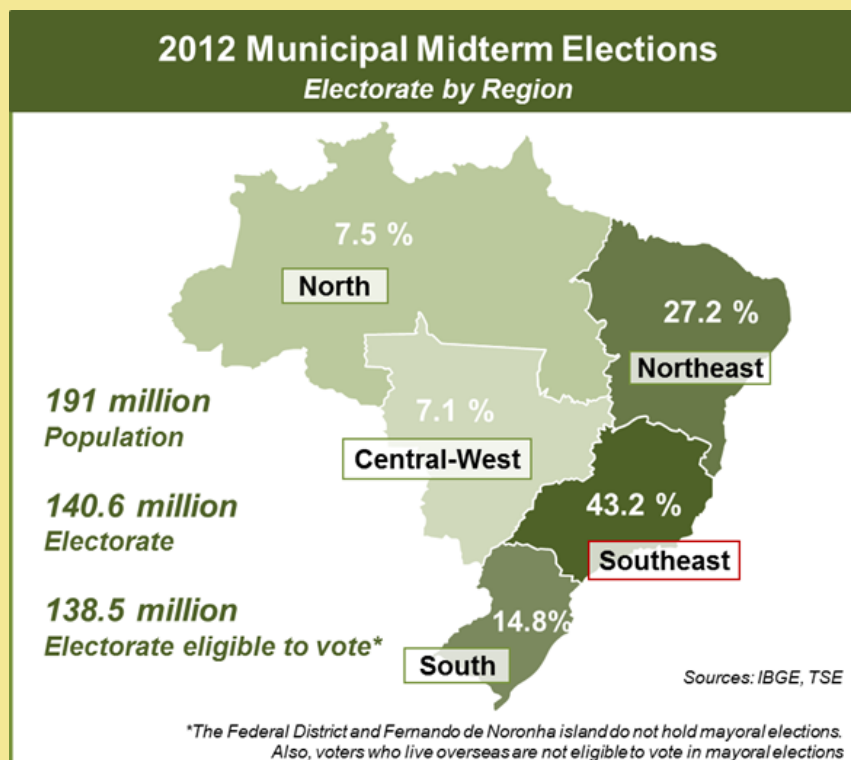 2012 Municipal Midterm Elections
Electorate by Region
7.5 %
North
27.2 %
Northeast
191 million
Population
7.1 %
Central-West
140.6 million
Electorate
43.2 %
Southeast
138.5 million
Electorate eligible to vote*
14.8%
South
Sources: IBGE, TSE
*The Federal District and Fernando de Noronha island do not hold mayoral elections.
Also, voters who live overseas are not eligible to vote in mayoral elections